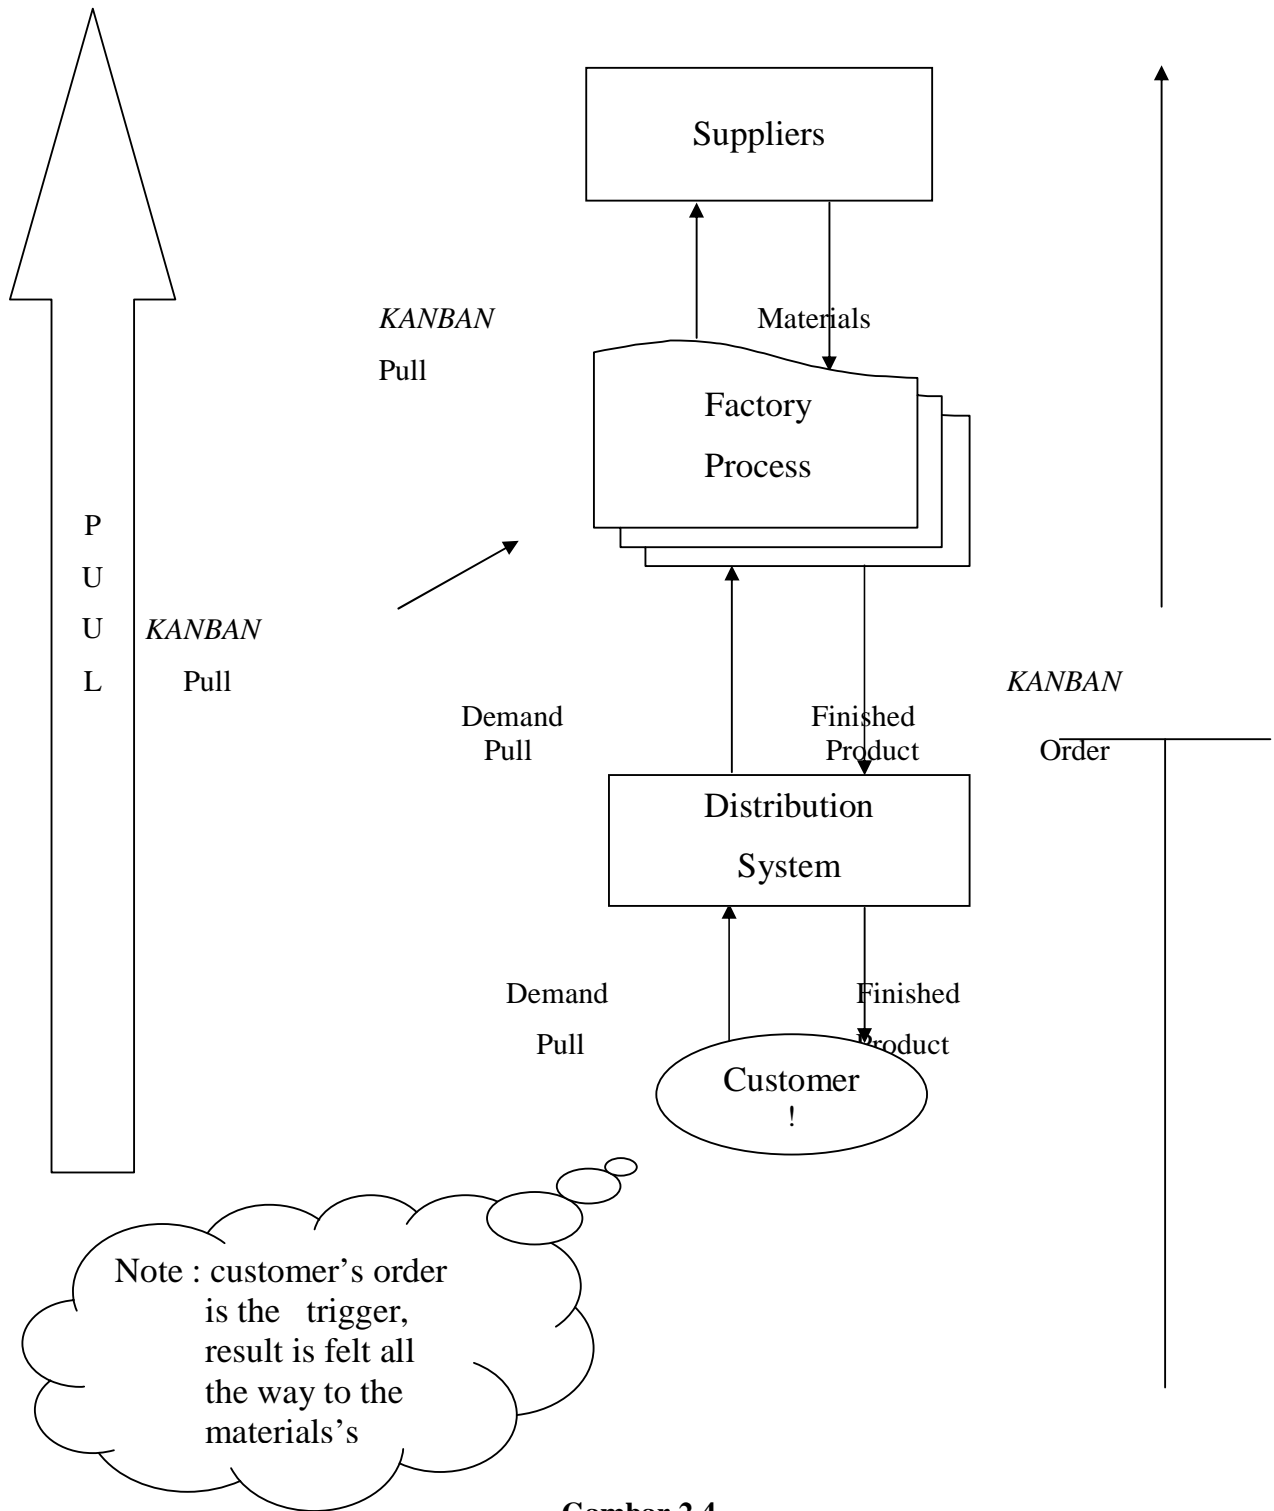 Suppliers
KANBAN
Pull
Materials
Factory
Process
P
U
U
L
KANBAN
Pull
Demand
Pull
Finished
Product
KANBAN
Order
Distribution
System
Demand
Pull
Finished
Product
Customer
!
Note : customer’s order
is the trigger,
result is felt all
the way to the
materials’s
Gambar 2.4